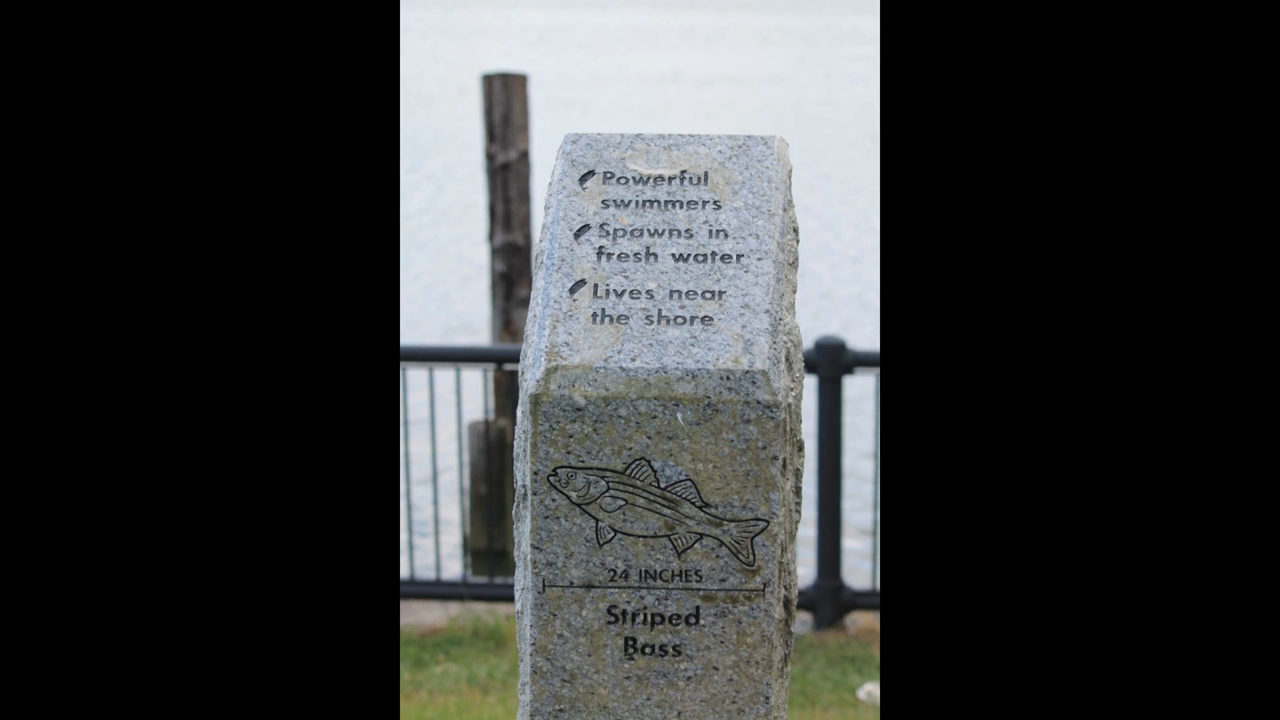 Powerful
swimmers
Spawns in
fresh water
Lives near
the shore
24 INCHES
Striped
Bass